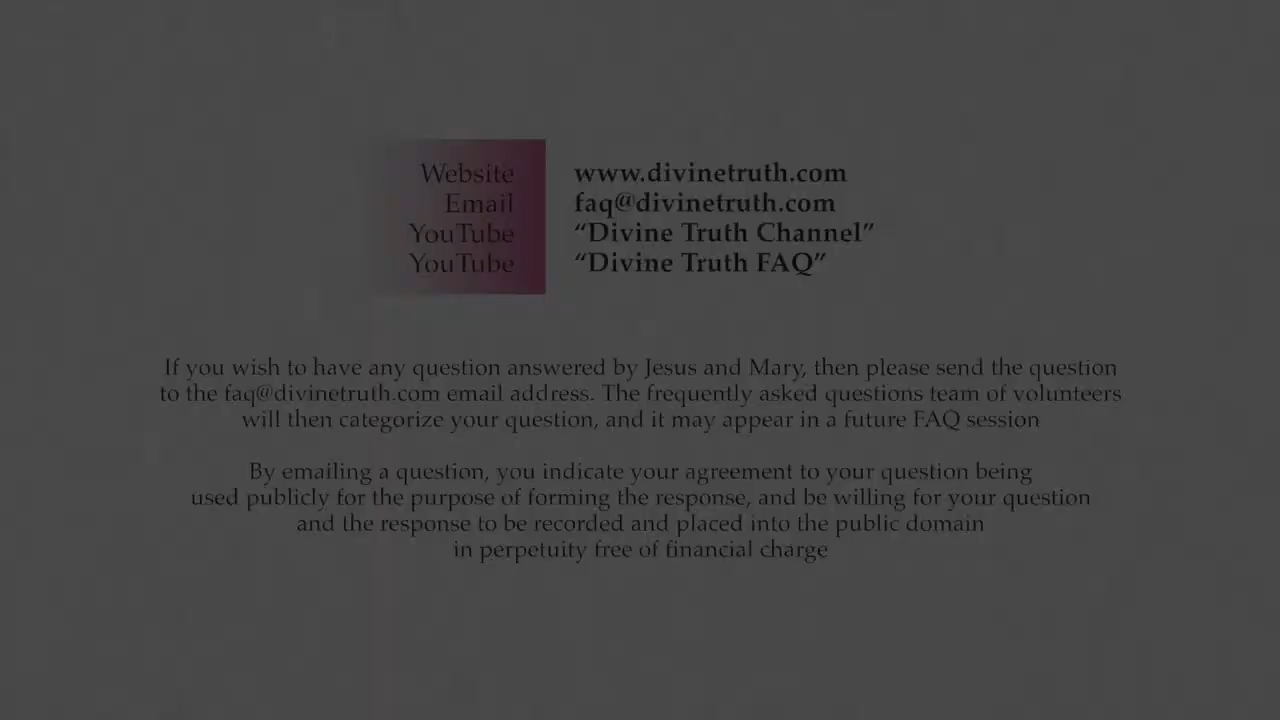 Website www.divinetruth.com
Email faq@divinetruth.com
YouTube “Divine Truth Channel”
YouTube “Divine Truth FAQ”
If you wish to have any question answered by Jesus and Mary, then please send the question
to the faq@divinetruth.com email address. The frequently asked questions team of volunteers
will then categorize your question, and it may appear in a future FAQ session
By emailing a question, you indicate your agreement to your question being
used publicly for the purpose of forming the response, and be willing for your question
and the response to be recorded and placed into the public domain
in perpetuity free of financial charge